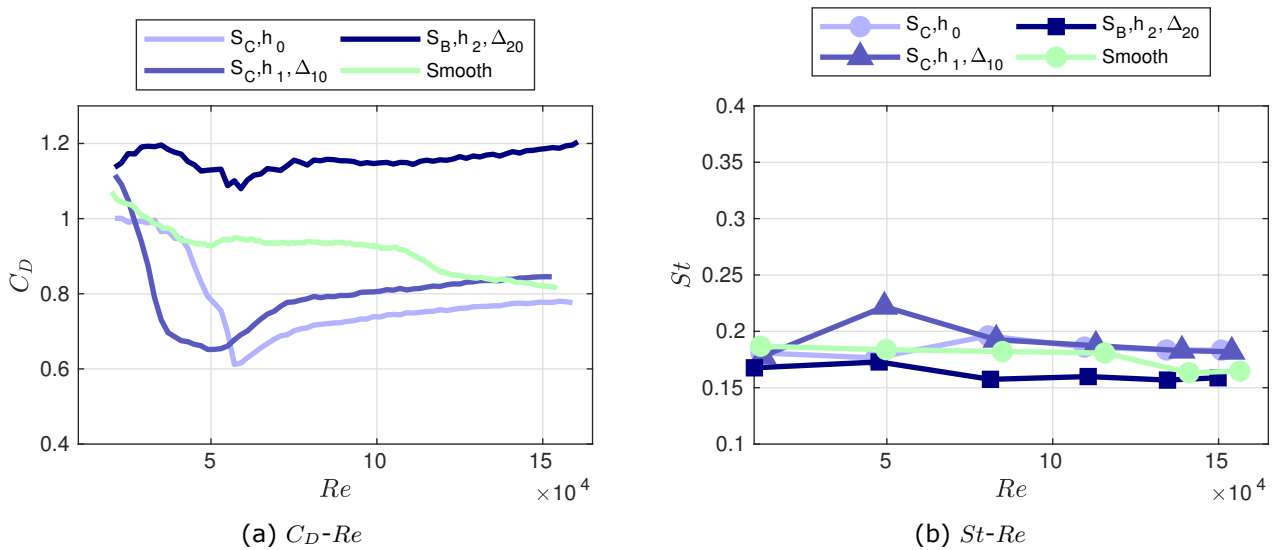 S_C,h_0
S_B,h_2,Δ_20
S_C,h_1,Δ_10
Smooth
1.2
1
0.8
0.6
0.4
C_D
5
10
15
Re
×10^4
(a) C_D-Re
S_C,h_0
S_B,h_2,Δ_20
S_C,h_1,Δ_10
Smooth
0.4
0.35
0.3
0.25
0.2
0.15
0.1
St
5
10
15
Re
×10^4
(b) St-Re